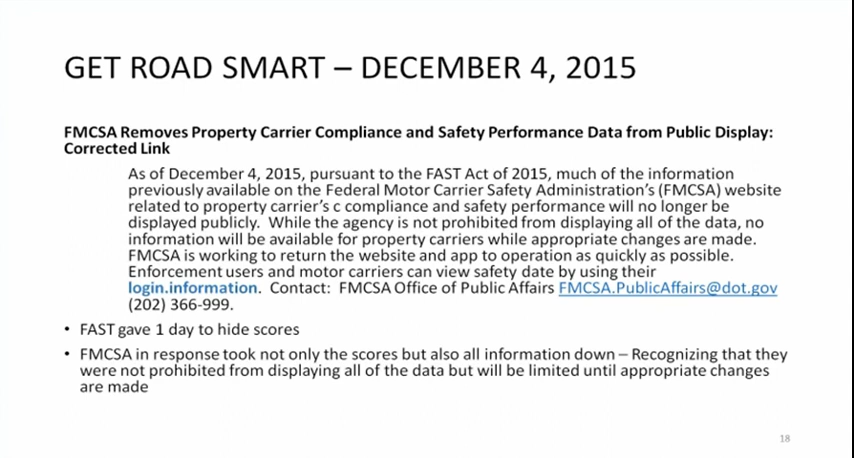 GET ROAD SMART – DECEMBER 4, 2015
FMCSA Removes Property Carrier Compliance and Safety Performance Data from Public Display:
Corrected Link
As of December 4, 2015, pursuant to the FAST Act of 2015, much of the information
previously available on the Federal Motor Carrier Safety Administration's (FMCSA) website
related to property carrier's c compliance and safety performance will no longer be
displayed publicly. While the agency is not prohibited from displaying all of the data, no
information will be available for property carriers while appropriate changes are made.
FMCSA is working to return the website and app to operation as quickly as possible.
Enforcement users and motor carriers can view safety date by using their
login.information. Contact: FMCSA Office of Public Affairs FMCSA.PublicAffairs@dot.gov
(202) 366-999.
• FAST gave 1 day to hide scores
• FMCSA in response took not only the scores but also all information down – Recognizing that they
were not prohibited from displaying all of the data but will be limited until appropriate changes
are made
18